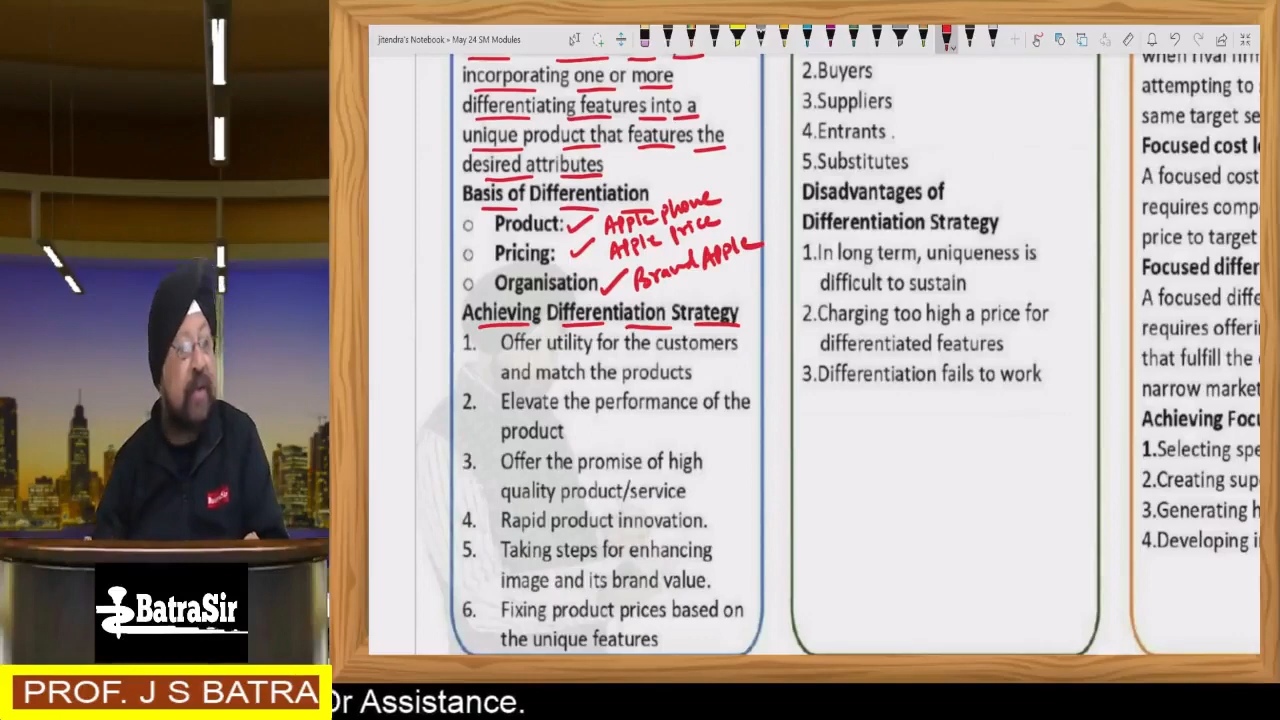 jitendra's Notebook » May 24 SM Modules
incorporating one or more
differentiating features into a
unique product that features the
desired attributes
Basis of Differentiation
Product: Apple phone
Pricing: Apple Price
Organisation Brand Apple
Achieving Differentiation Strategy
1. Offer utility for the customers
and match the products
2. Elevate the performance of the
product
3. Offer the promise of high
quality product/service
4. Rapid product innovation.
5. Taking steps for enhancing
image and its brand value.
6. Fixing product prices based on
the unique features
2.Buyers
3.Suppliers
4.Entrants .
5.Substitutes
Disadvantages of
Differentiation Strategy
1.In long term, uniqueness is
difficult to sustain
2.Charging too high a price for
differentiated features
3.Differentiation fails to work
when rival firm
attempting to
same target se
Focused cost l
A focused cost
requires comp
price to target
Focused differ
A focused diffe
requires offeri
that fulfill the
narrow market
Achieving Focu
1.Selecting spe
2.Creating sup
3.Generating h
4.Developing i
BatraSir
BatraSir
PROF. J S BATRA
Or Assistance.